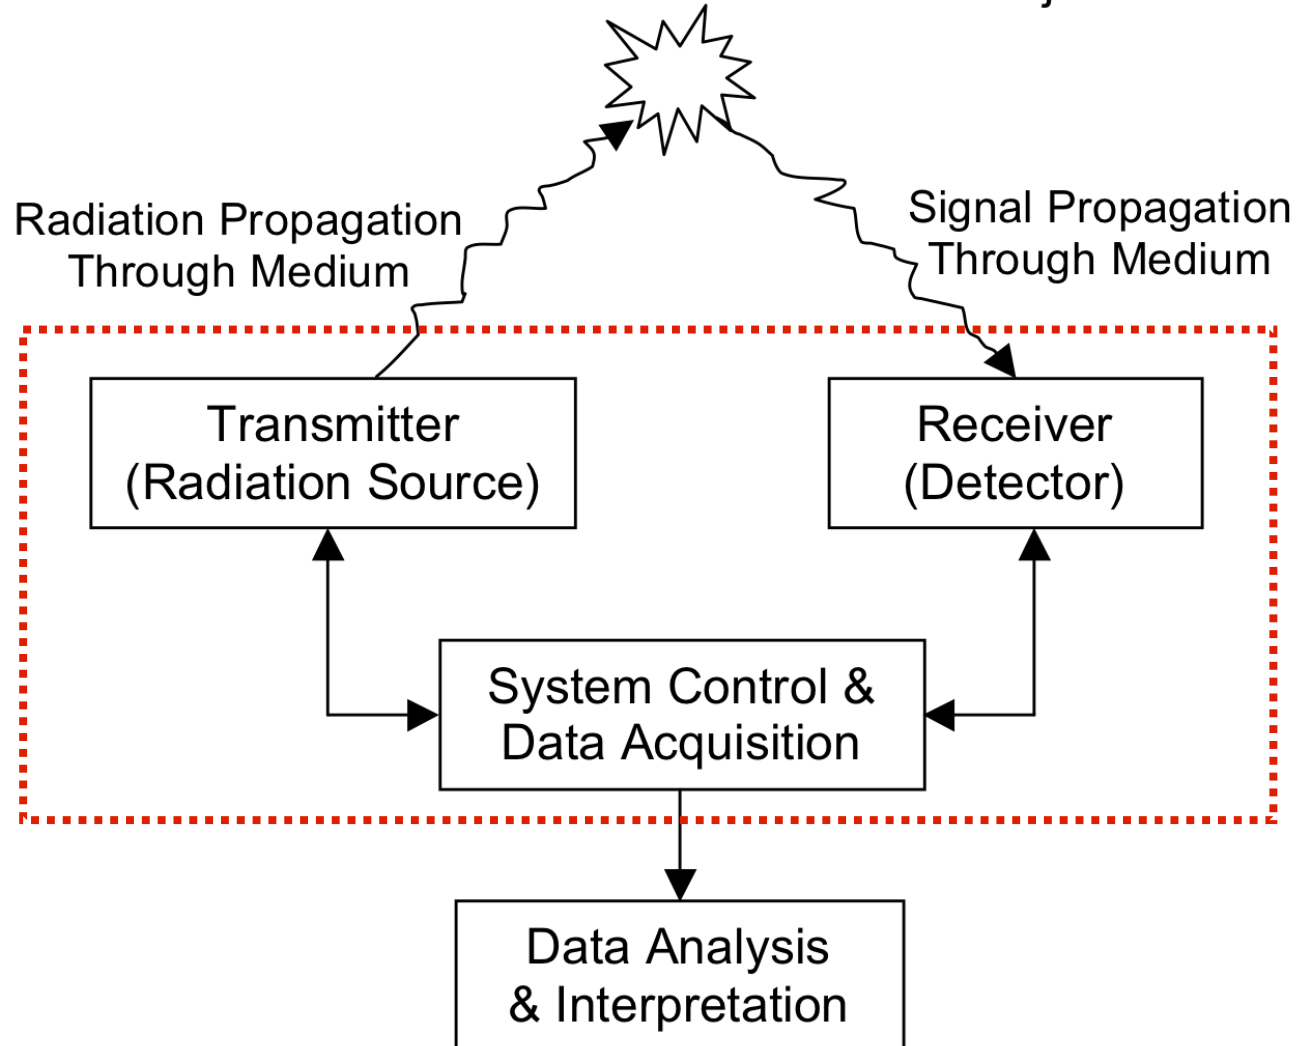 Radiation Propagation
Through Medium
Signal Propagation
Through Medium
Transmitter
(Radiation Source)
Receiver
(Detector)
System Control &
Data Acquisition
Data Analysis
& Interpretation